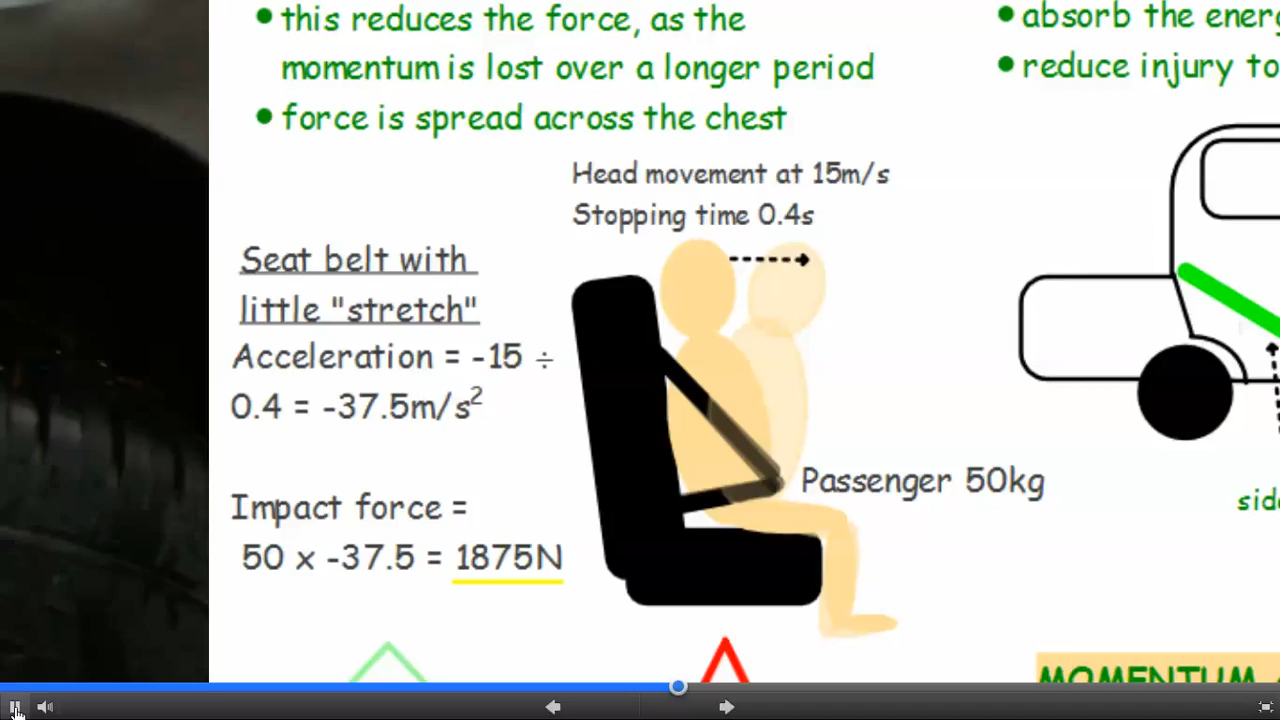 • this reduces the force, as the
momentum is lost over a longer period
• force is spread across the chest
• absorb the energ
• reduce injury to
Head movement at 15m/s
Stopping time 0.4s
Seat belt with
little "stretch"
Acceleration = -15 ÷
0.4 = -37.5m/s²
Impact force =
50 x -37.5 = 1875N
Passenger 50kg
side
MOMENTUM